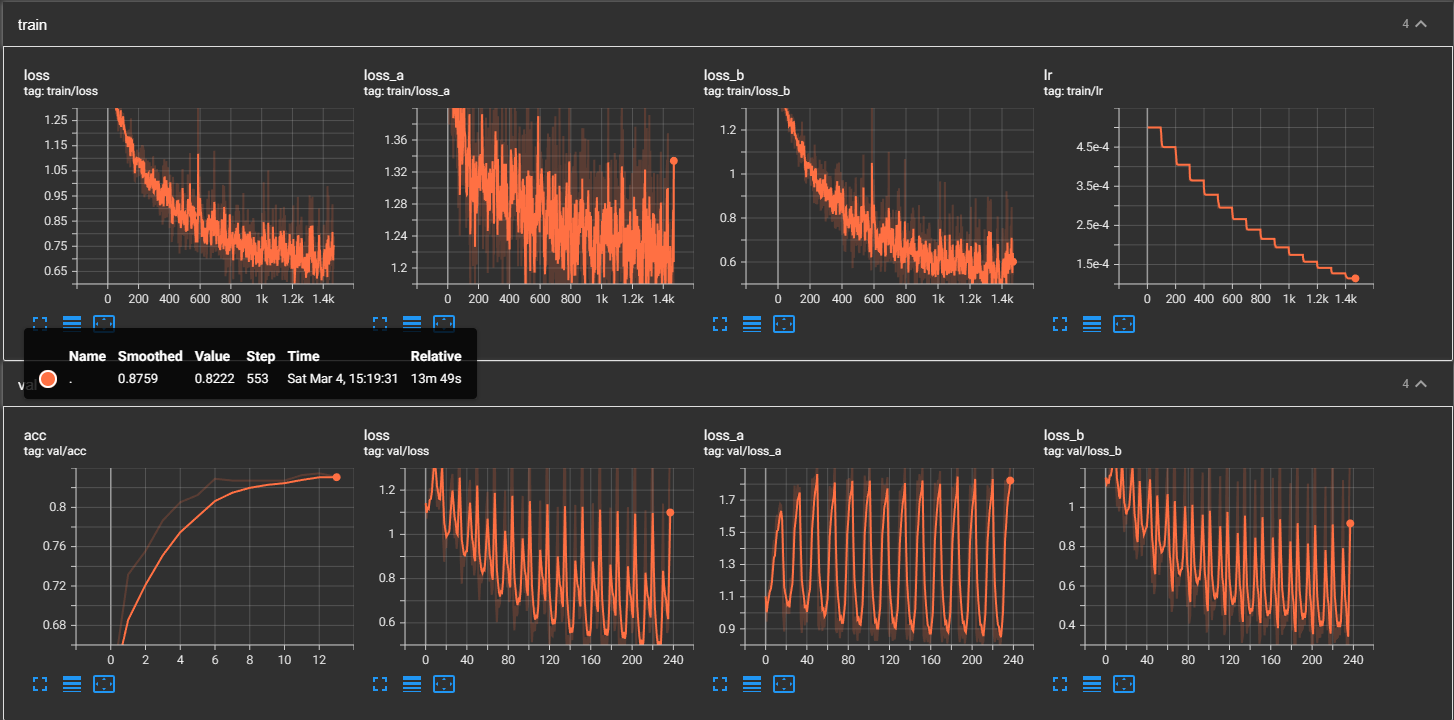 train
4
loss
tag: train/loss
1.25
1.15
1.05
0.95
0.85
0.75
0.65
0 200 400 600 800 1k 1.2k 1.4k
loss_a
tag: train/loss_a
1.36
1.32
1.28
1.24
1.2
0 200 400 600 800 1k 1.2k 1.4k
loss_b
tag: train/loss_b
1.2
1
0.8
0.6
0 200 400 600 800 1k 1.2k 1.4k
lr
tag: train/lr
4.5e-4
3.5e-4
2.5e-4
1.5e-4
0 200 400 600 800 1k 1.2k 1.4k
Name Smoothed Value Step Time Relative
. 0.8759 0.8222 553 Sat Mar 4, 15:19:31 13m 49s
val
4
acc
tag: val/acc
0.8
0.76
0.72
0.68
0 2 4 6 8 10 12
loss
tag: val/loss
1.2
1
0.8
0.6
0 40 80 120 160 200 240
loss_a
tag: val/loss_a
1.7
1.5
1.3
1.1
0.9
0 40 80 120 160 200 240
loss_b
tag: val/loss_b
1
0.8
0.6
0.4
0 40 80 120 160 200 240